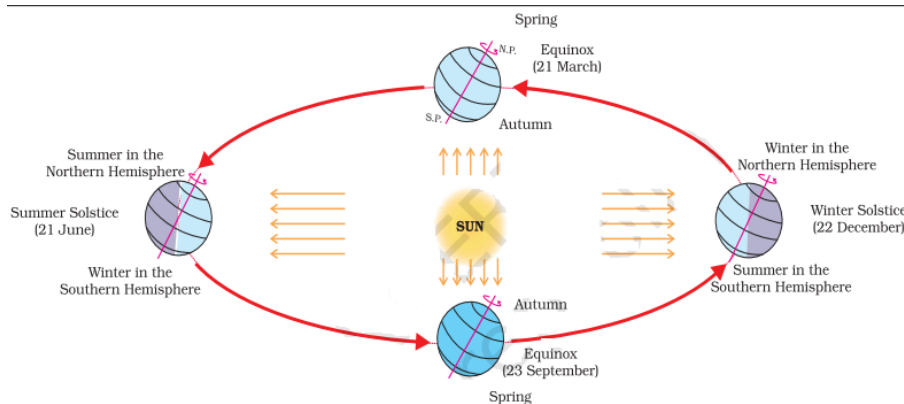 Spring
N.P.
Equinox
(21 March)
S.P.
Autumn
Summer in the
Northern Hemisphere
Summer Solstice
(21 June)
Winter in the
Southern Hemisphere
SUN
Winter in the
Northern Hemisphere
Winter Solstice
(22 December)
Summer in the
Southern Hemisphere
Autumn
Equinox
(23 September)
Spring